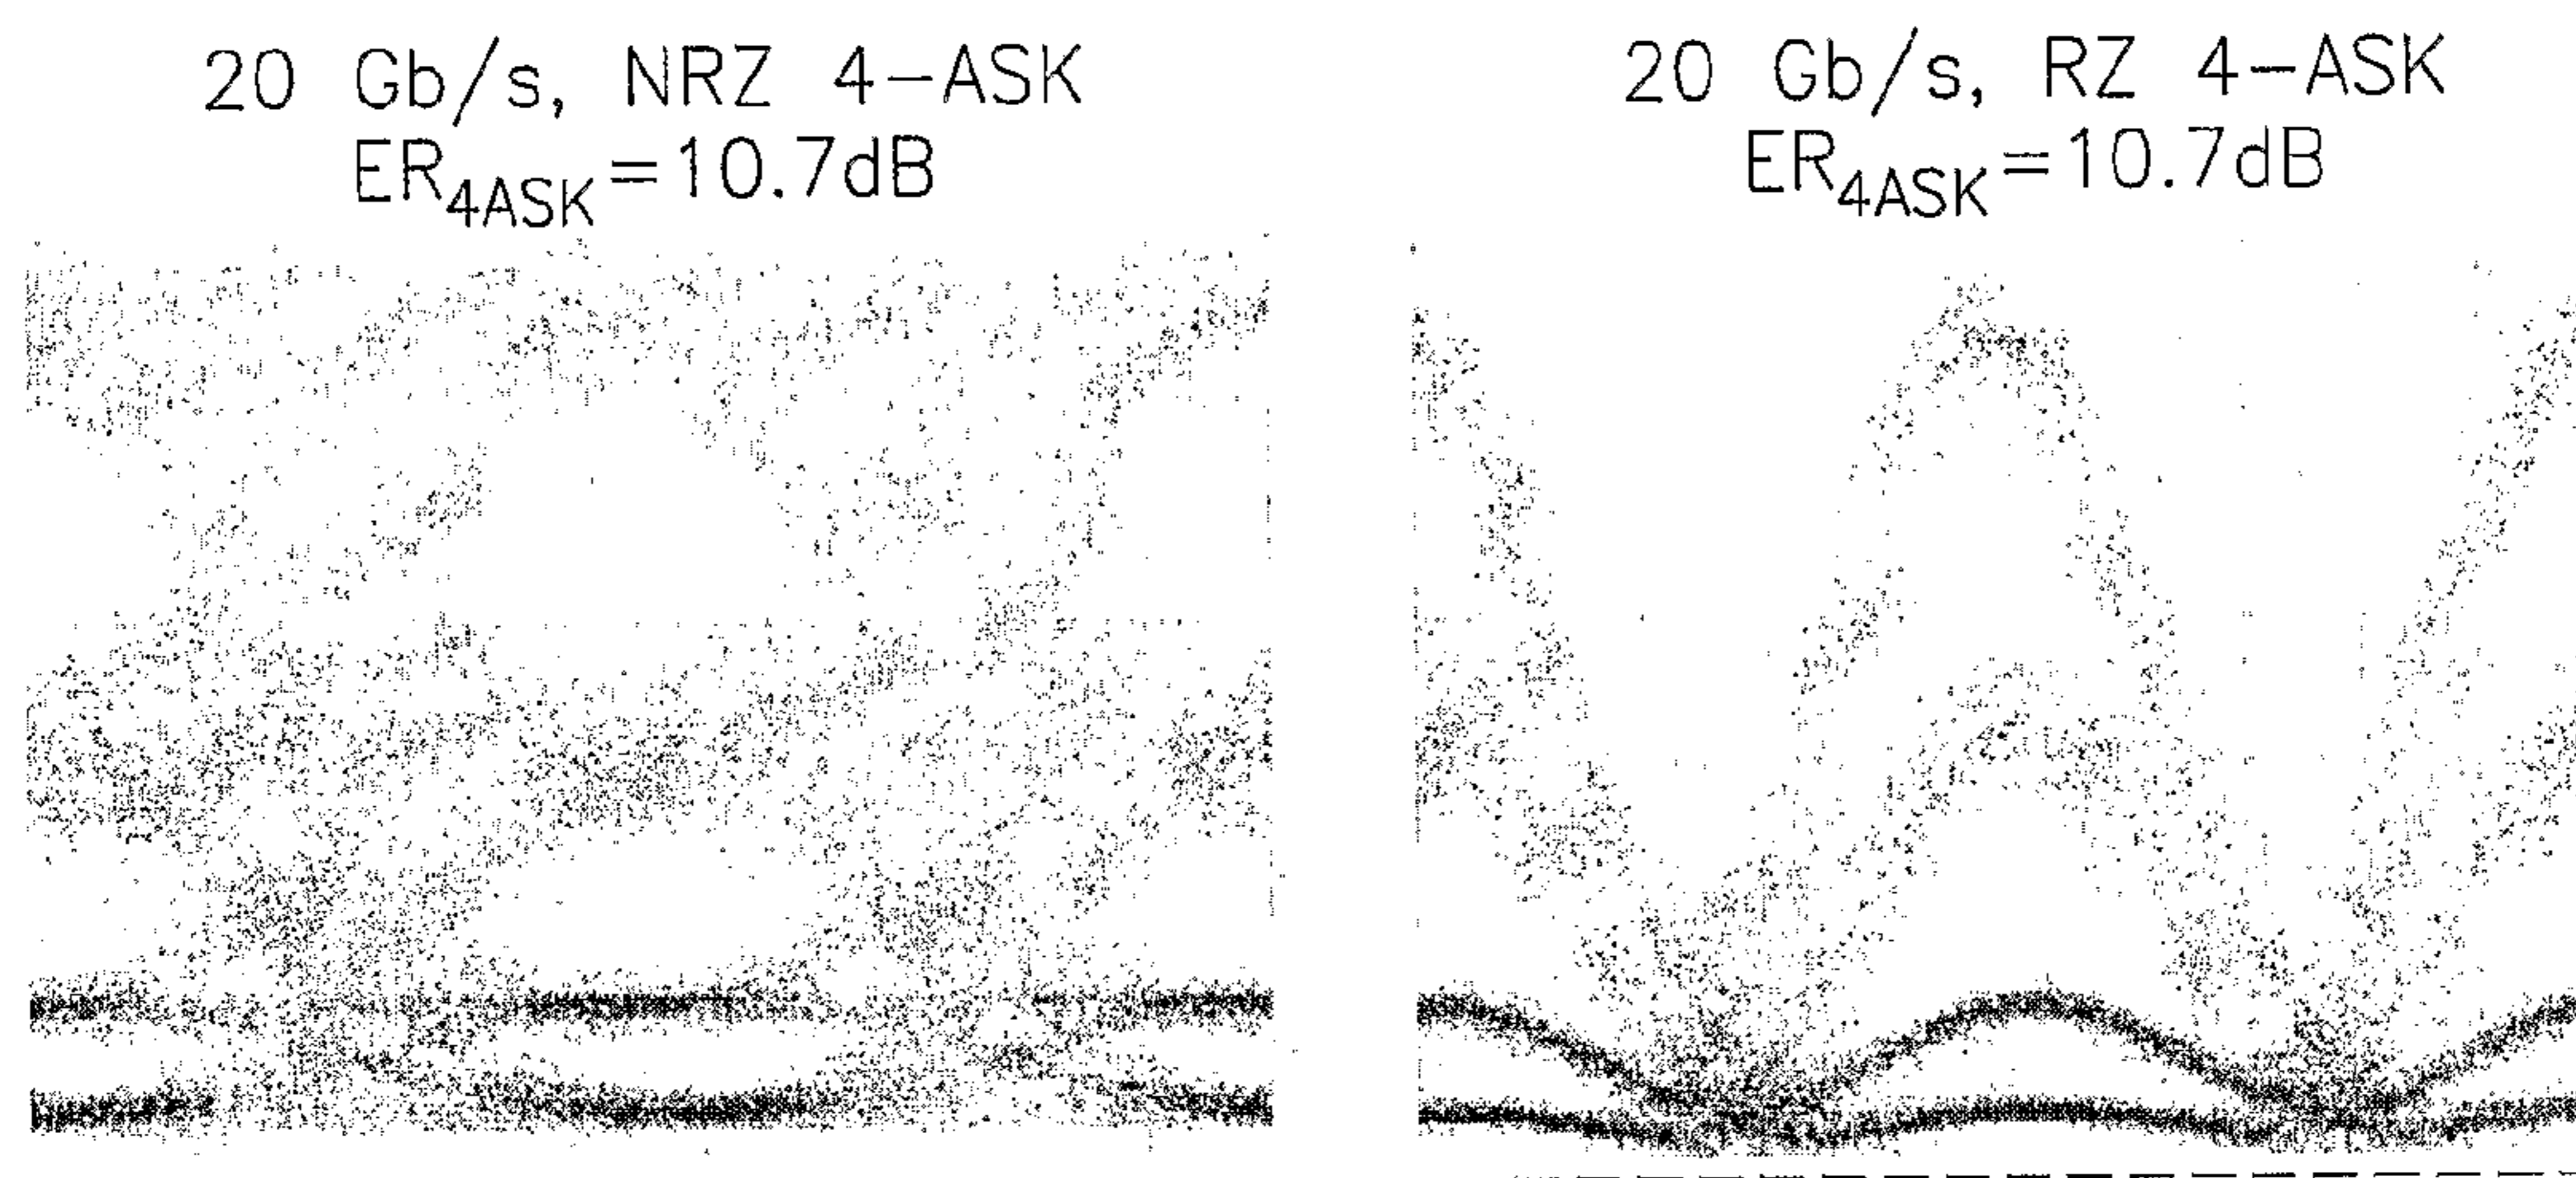 20 Gb/s, NRZ 4-ASK
ER4ASK=10.7dB
20 Gb/s, RZ 4-ASK
ER4ASK=10.7dB